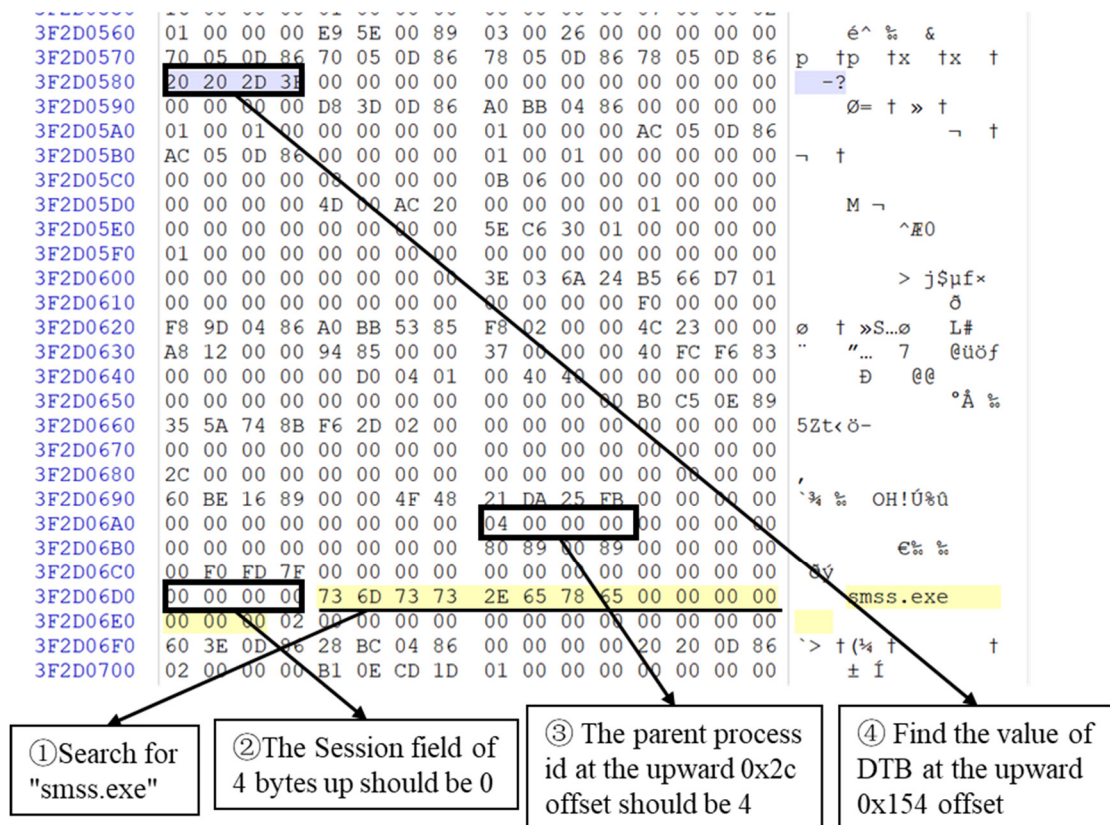 3F2D0560 01 00 00 00 E9 5E 00 89 03 00 26 00 00 00 00 00 é^ ‰ &
3F2D0570 70 05 0D 86 70 05 0D 86 78 05 0D 86 78 05 0D 86 p †p †x †x †
3F2D0580 20 20 2D 3F 00 00 00 00 00 00 00 00 00 00 00 00 -?
3F2D0590 00 00 00 00 D8 3D 0D 86 A0 BB 04 86 00 00 00 00 Ø= † » †
3F2D05A0 01 00 01 00 00 00 00 00 01 00 00 00 AC 05 0D 86 ¬ †
3F2D05B0 AC 05 0D 86 00 00 00 00 01 00 01 00 00 00 00 00 ¬ †
3F2D05C0 00 00 00 00 08 00 00 00 0B 06 00 00 00 00 00 00
3F2D05D0 00 00 00 00 4D 00 AC 20 00 00 00 00 01 00 00 00 M ¬
3F2D05E0 00 00 00 00 00 00 00 00 5E C6 30 01 00 00 00 00 ^Æ0
3F2D05F0 01 00 00 00 00 00 00 00 00 00 00 00 00 00 00 00
3F2D0600 00 00 00 00 00 00 00 00 3E 03 6A 24 B5 66 D7 01 > j$µf×
3F2D0610 00 00 00 00 00 00 00 00 00 00 00 00 F0 00 00 00 ð
3F2D0620 F8 9D 04 86 A0 BB 53 85 F8 02 00 00 4C 23 00 00 ø † »S…ø L#
3F2D0630 A8 12 00 00 94 85 00 00 37 00 00 00 40 FC F6 83 ¨ ”… 7 @üöƒ
3F2D0640 00 00 00 00 00 D0 04 01 00 40 40 00 00 00 00 00 Ð @@
3F2D0650 00 00 00 00 00 00 00 00 00 00 00 00 B0 C5 0E 89 °Å ‰
3F2D0660 35 5A 74 8B F6 2D 02 00 00 00 00 00 00 00 00 00 5Zt‹ö-
3F2D0670 00 00 00 00 00 00 00 00 00 00 00 00 00 00 00 00
3F2D0680 2C 00 00 00 00 00 00 00 00 00 00 00 00 00 00 00 ,
3F2D0690 60 BE 16 89 00 00 4F 48 21 DA 25 FB 00 00 00 00 `¾ ‰ OH!Ú%û
3F2D06A0 00 00 00 00 00 00 00 00 04 00 00 00 00 00 00 00
3F2D06B0 00 00 00 00 00 00 00 00 80 89 00 89 00 00 00 00 €‰ ‰
3F2D06C0 00 F0 FD 7F 00 00 00 00 00 00 00 00 00 00 00 00 ðý
3F2D06D0 00 00 00 00 73 6D 73 73 2E 65 78 65 00 00 00 00 smss.exe
3F2D06E0 00 00 00 02 00 00 00 00 00 00 00 00 00 00 00 00
3F2D06F0 60 3E 0D 86 28 BC 04 86 00 00 00 00 20 20 0D 86 `> †(¼ † †
3F2D0700 02 00 00 00 B1 0E CD 1D 01 00 00 00 00 00 00 00 ± Í
①Search for
"smss.exe"
②The Session field of
4 bytes up should be 0
③ The parent process
id at the upward 0x2c
offset should be 4
④ Find the value of
DTB at the upward
0x154 offset